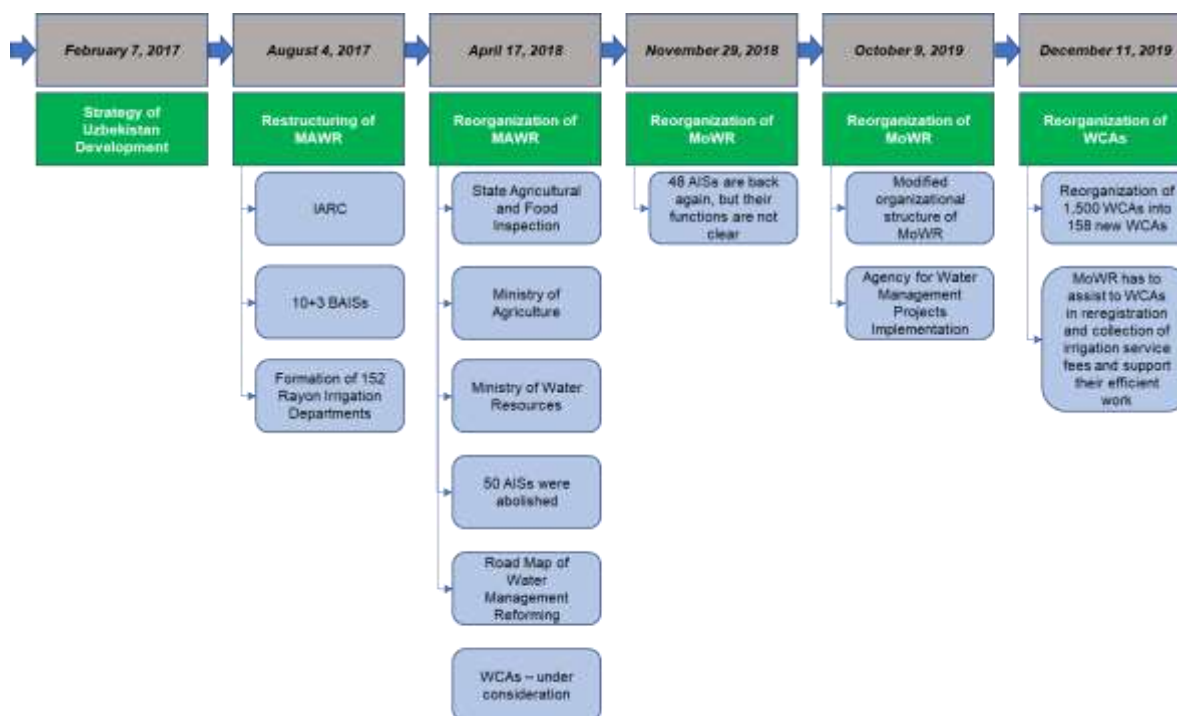 February 7, 2017
August 4, 2017
April 17, 2018
November 29, 2018
October 9, 2019
December 11, 2019
Strategy of
Uzbekistan
Development
Restructuring of
MAWR
Reorganization of
MAWR
Reorganization of
MoWR
Reorganization of
MoWR
Reorganization of
WCAs
IARC
10+3 BAISs
Formation of 152
Rayon Irrigation
Departments
State Agricultural
and Food
Inspection
Ministry of
Agriculture
Ministry of Water
Resources
50 AISs were
abolished
Road Map of
Water
Management
Reforming
WCAs – under
consideration
48 AISs are back
again, but their
functions are not
clear
Modified
organizational
structure of
MoWR
Agency for Water
Management
Projects
Implementation
Reorganization of
1,500 WCAs into
158 new WCAs
MoWR has to
assist to WCAs
in reregistration
and collection of
irrigation service
fees and support
their efficient
work